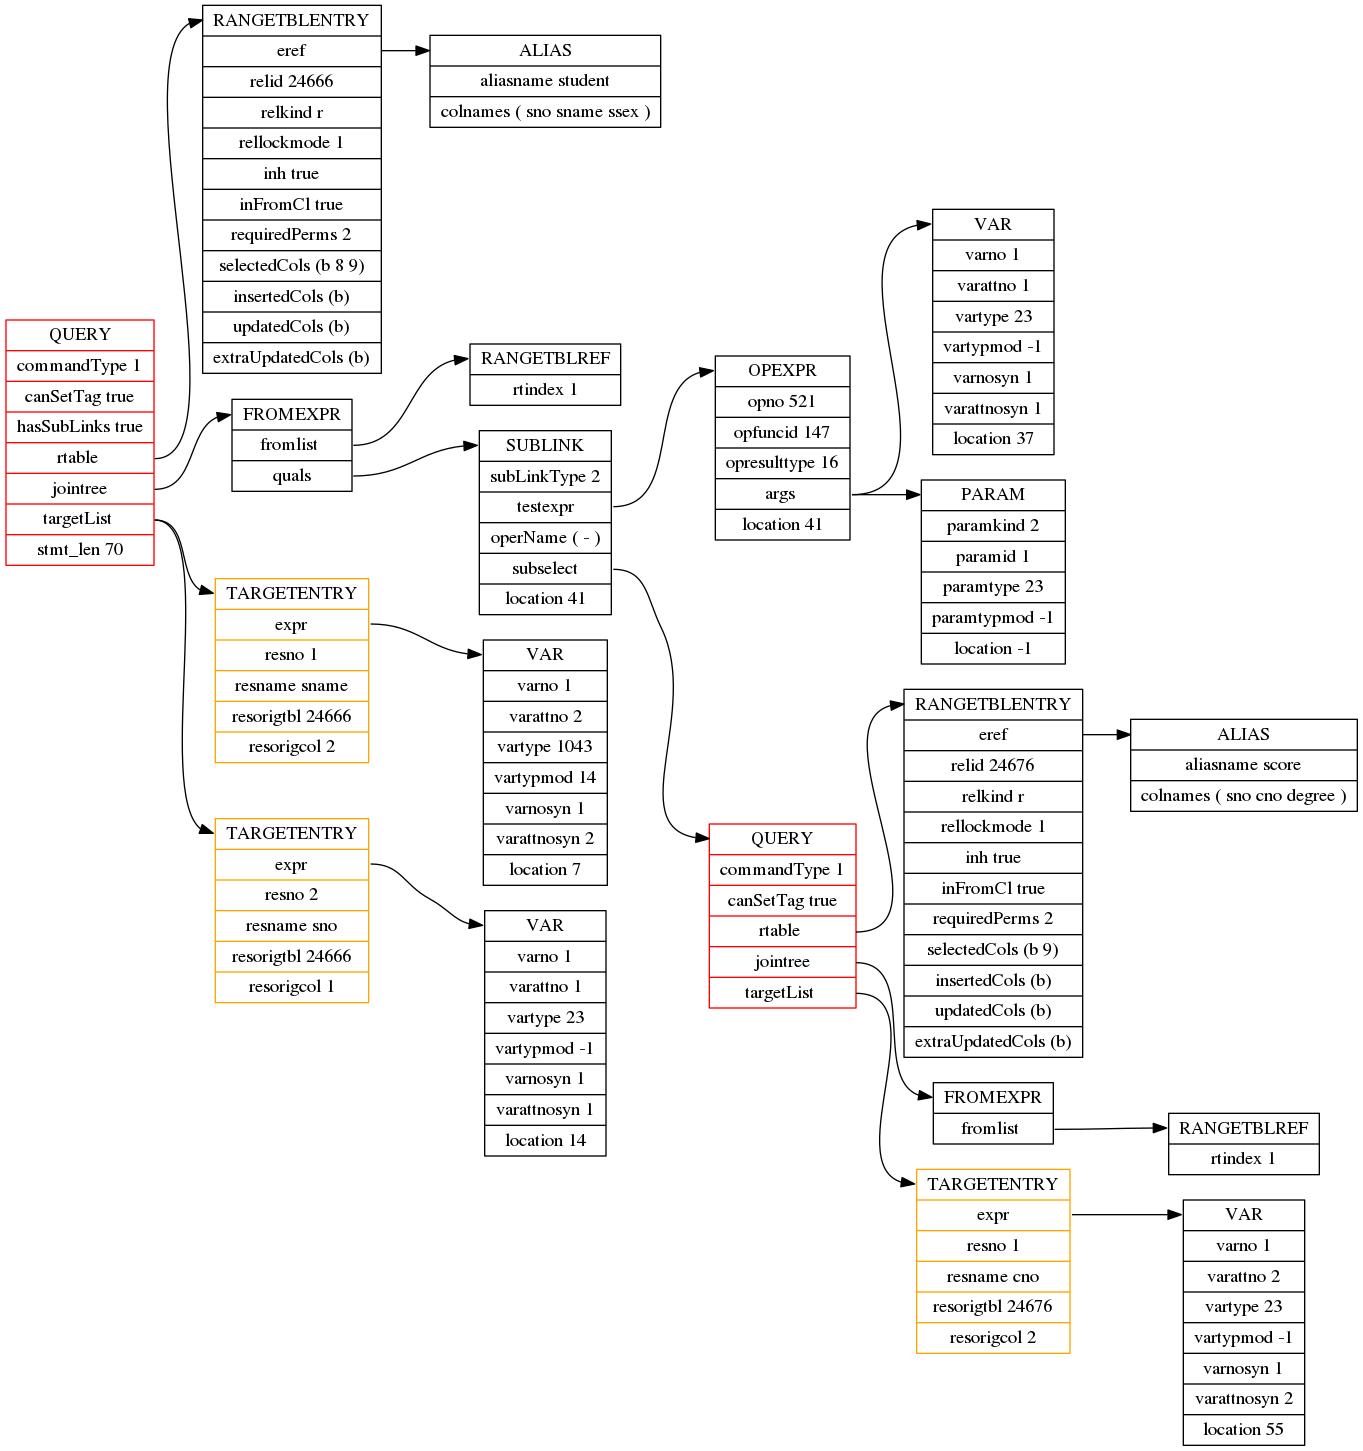 RANGETBLENTRY
eref
relid 24666
relkind r
rellockmode 1
inh true
inFromCl true
requiredPerms 2
selectedCols (b 8 9)
insertedCols (b)
updatedCols (b)
extraUpdatedCols (b)
ALIAS
aliasname student
colnames ( sno sname ssex )
QUERY
commandType 1
canSetTag true
hasSubLinks true
rtable
jointree
targetList
stmt_len 70
FROMEXPR
fromlist
quals
RANGETBLREF
rtindex 1
SUBLINK
subLinkType 2
testexpr
operName ( - )
subselect
location 41
OPEXPR
opno 521
opfuncid 147
opresulttype 16
args
location 41
VAR
varno 1
varattno 1
vartype 23
vartypmod -1
varnosyn 1
varattnosyn 1
location 37
PARAM
paramkind 2
paramid 1
paramtype 23
paramtypmod -1
location -1
TARGETENTRY
expr
resno 1
resname sname
resorigtbl 24666
resorigcol 2
VAR
varno 1
varattno 2
vartype 1043
vartypmod 14
varnosyn 1
varattnosyn 2
location 7
TARGETENTRY
expr
resno 2
resname sno
resorigtbl 24666
resorigcol 1
VAR
varno 1
varattno 1
vartype 23
vartypmod -1
varnosyn 1
varattnosyn 1
location 14
QUERY
commandType 1
canSetTag true
rtable
jointree
targetList
RANGETBLENTRY
eref
relid 24676
relkind r
rellockmode 1
inh true
inFromCl true
requiredPerms 2
selectedCols (b 9)
insertedCols (b)
updatedCols (b)
extraUpdatedCols (b)
ALIAS
aliasname score
colnames ( sno cno degree )
FROMEXPR
fromlist
RANGETBLREF
rtindex 1
TARGETENTRY
expr
resno 1
resname cno
resorigtbl 24676
resorigcol 2
VAR
varno 1
varattno 2
vartype 23
vartypmod -1
varnosyn 1
varattnosyn 2
location 55